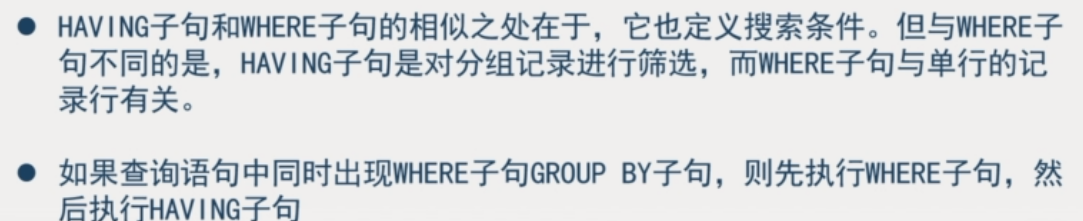 ● HAVING子句和WHERE子句的相似之处在于，它也定义搜索条件。但与WHERE子
句不同的是，HAVING子句是对分组记录进行筛选，而WHERE子句与单行的记
录行有关。
● 如果查询语句中同时出现WHERE子句GROUP BY子句，则先执行WHERE子句，然
后执行HAVING子句